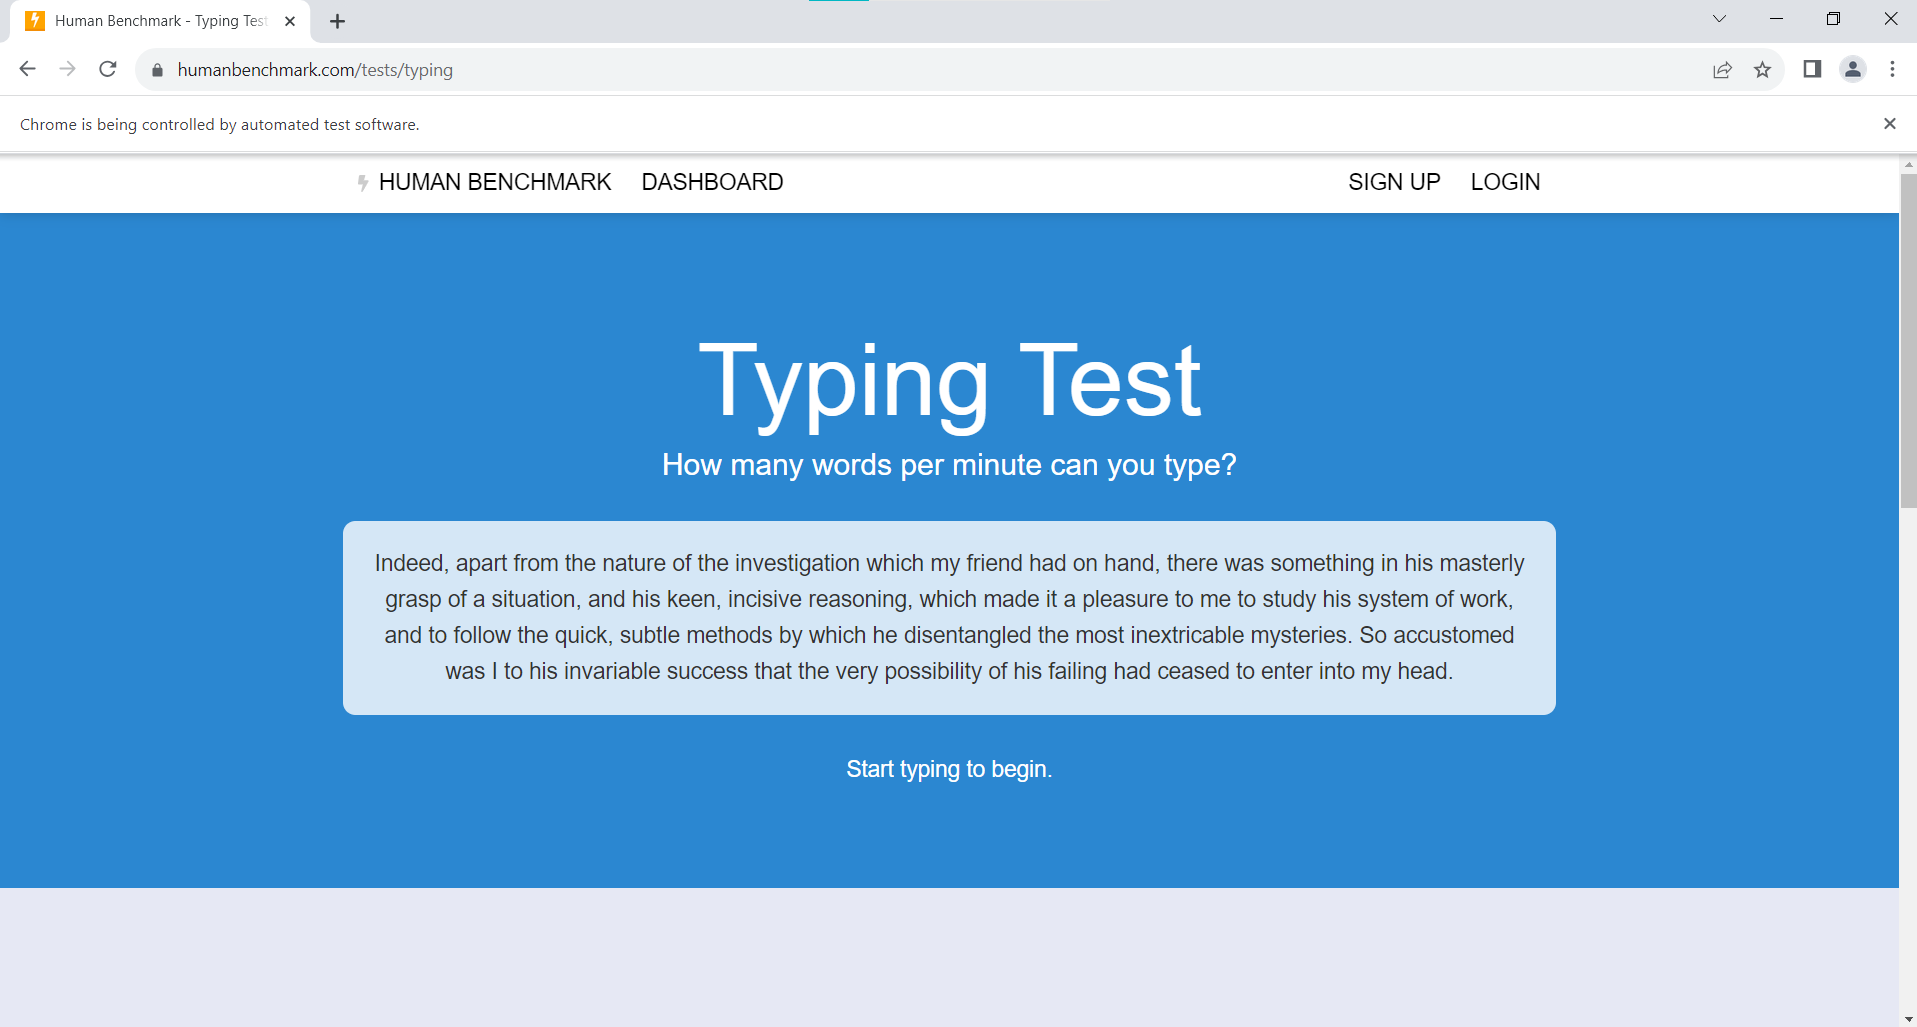 Human Benchmark - Typing Test
humanbenchmark.com/tests/typing
Chrome is being controlled by automated test software.
HUMAN BENCHMARK DASHBOARD SIGN UP LOGIN
Typing Test
How many words per minute can you type?
Indeed, apart from the nature of the investigation which my friend had on hand, there was something in his masterly
grasp of a situation, and his keen, incisive reasoning, which made it a pleasure to me to study his system of work,
and to follow the quick, subtle methods by which he disentangled the most inextricable mysteries. So accustomed
was I to his invariable success that the very possibility of his failing had ceased to enter into my head.
Start typing to begin.